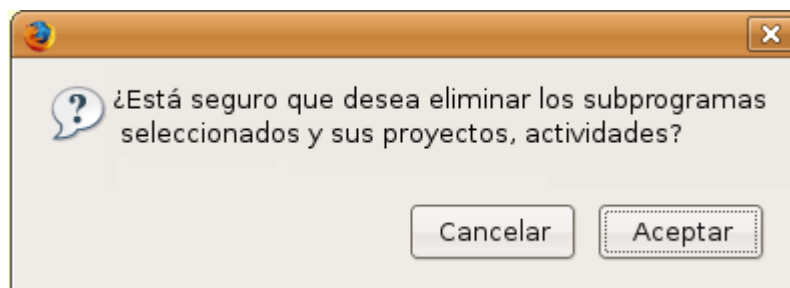 ¿Está seguro que desea eliminar los subprogramas
seleccionados y sus proyectos, actividades?
Cancelar
Aceptar